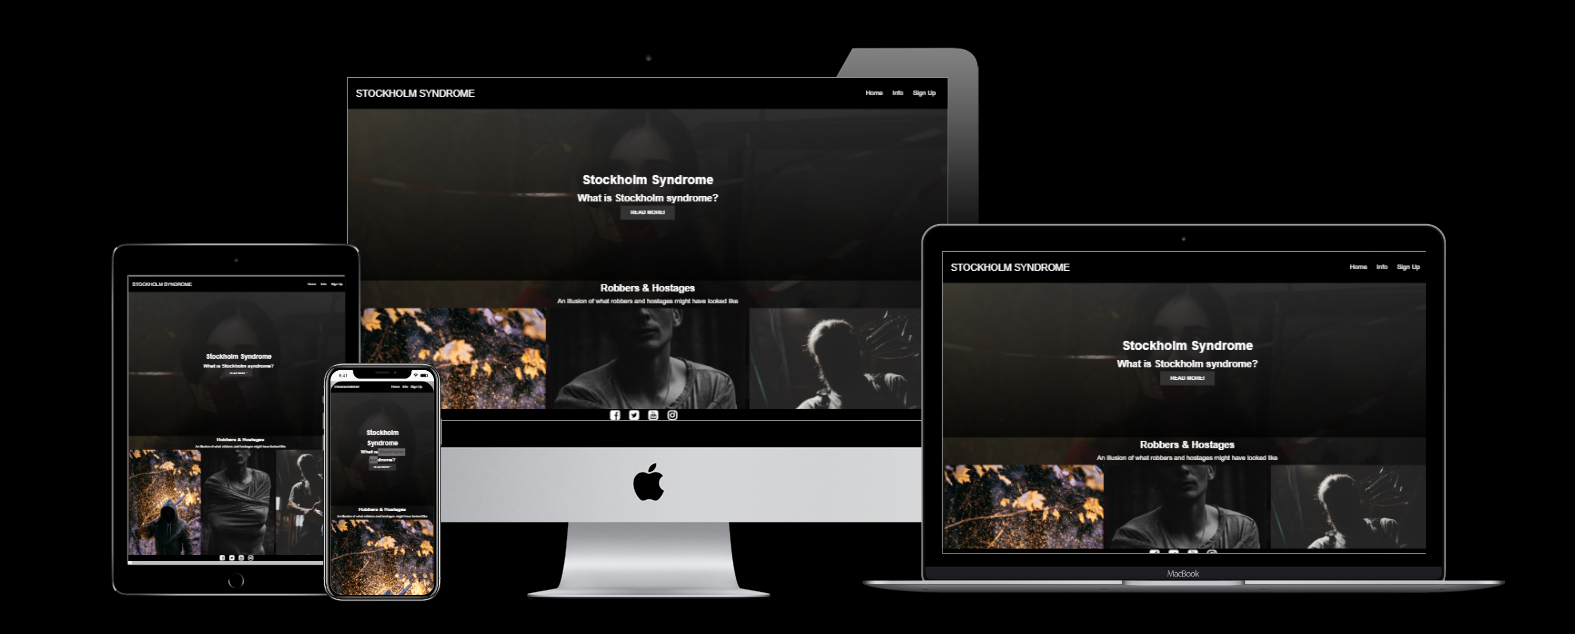 STOCKHOLM SYNDROME
Home Info Sign Up
Stockholm Syndrome
What is Stockholm syndrome?
READ MORE!
Robbers & Hostages
An illusion of what robbers and hostages might have looked like
STOCKHOLM SYNDROME
Home Info Sign Up
Stockholm Syndrome
What is Stockholm syndrome?
Robbers & Hostages
An illusion of what robbers and hostages might have looked like
9:41
Home Info Sign Up
Stockholm
Syndrome
What is
drome?
Robbers & Hostages
An illusion of what robbers and hostages might have looked like
STOCKHOLM SYNDROME
Home Info Sign Up
Stockholm Syndrome
What is Stockholm syndrome?
READ MORE!
Robbers & Hostages
An illusion of what robbers and hostages might have looked like
MacBook